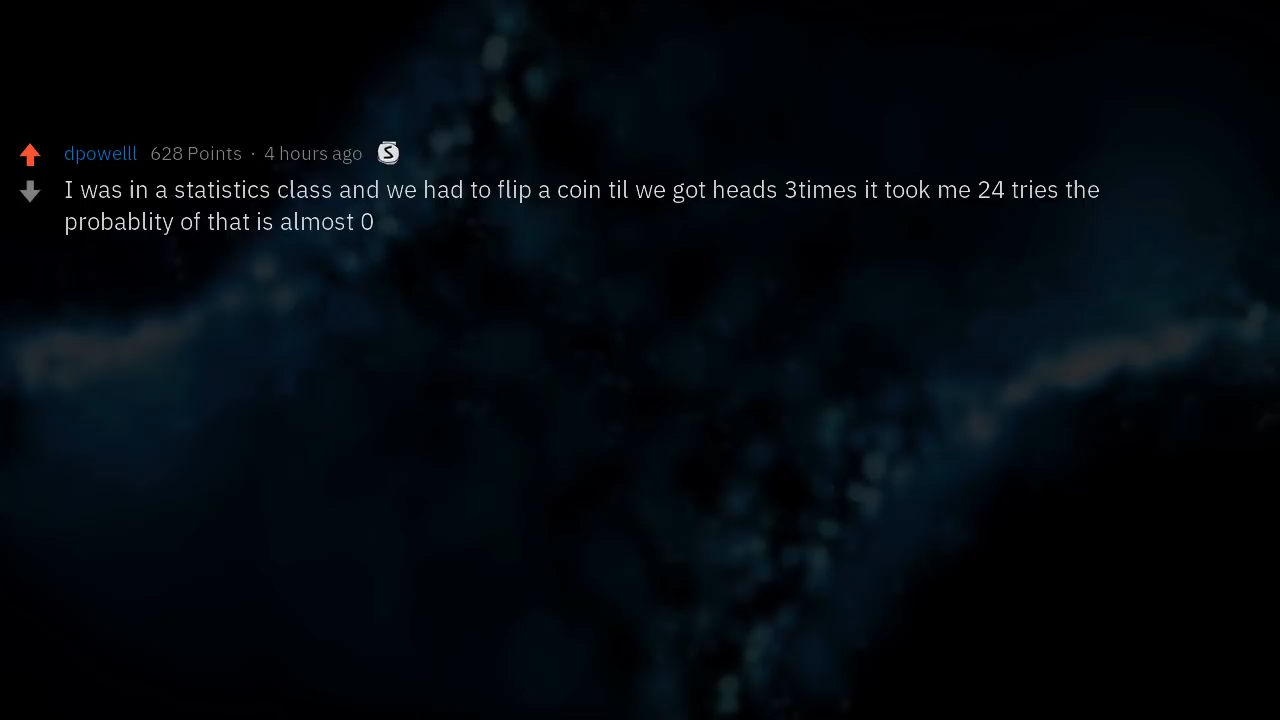 dpowelll 628 Points · 4 hours ago S
I was in a statistics class and we had to flip a coin til we got heads 3times it took me 24 tries the
probablity of that is almost 0